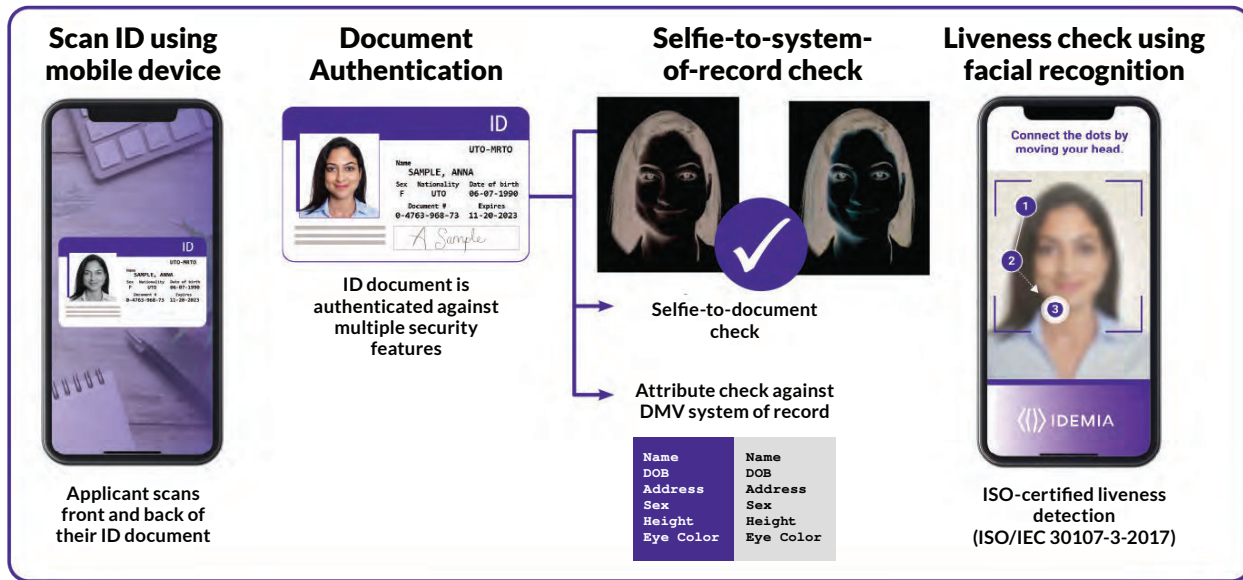 Scan ID using
mobile device
ID
UTO-MRTO
Name
SAMPLE, ANNA
Sex Nationality Date of birth
F UTO 06-07-1990
Document # Expires
0-4763-968-73 11-20-2023
Applicant scans
front and back of
their ID document
Document
Authentication
ID
UTO-MRTO
Name
SAMPLE, ANNA
Sex Nationality Date of birth
F UTO 06-07-1990
Document # Expires
0-4763-968-73 11-20-2023
A Sample
ID document is
authenticated against
multiple security
features
Selfie-to-system-
of-record check
Selfie-to-document
check
Attribute check against
DMV system of record
Name Name
DOB DOB
Address Address
Sex Sex
Height Height
Eye Color Eye Color
Liveness check using
facial recognition
Connect the dots by
moving your head.
1
2
3
IDEMIA
ISO-certified liveness
detection
(ISO/IEC 30107-3-2017)